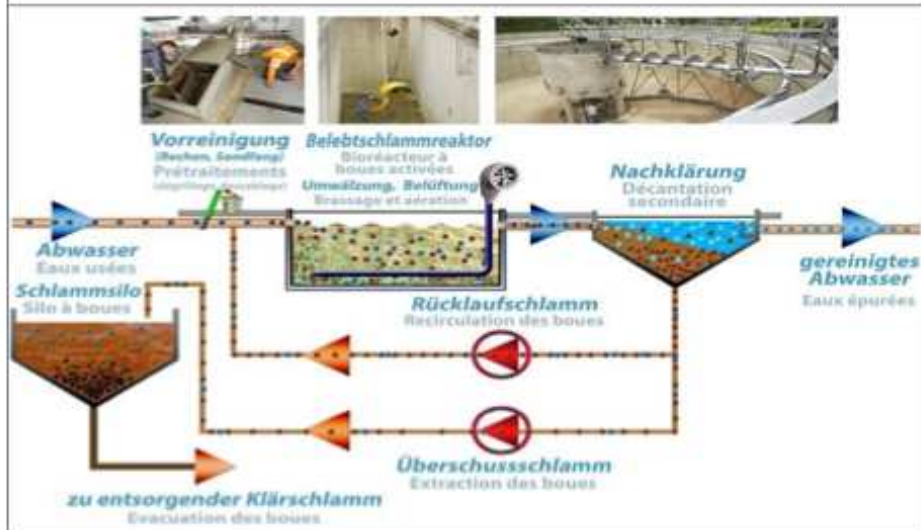 Vorreinigung
(Rechen, Sandfang)
Prétraitements
Belebtschlammreaktor
Bioréacteur à
boues activées
Umwälzung, Belüftung
Brassage et aération
Nachklärung
Décantation
secondaire
Abwasser
Eaux usées
gereinigtes
Abwasser
Eaux épurées
Schlammsilo
Silo à boues
Rücklaufschlamm
Recirculation des boues
Überschussschlamm
Extraction des boues
zu entsorgender Klärschlamm
Evacuation des boues